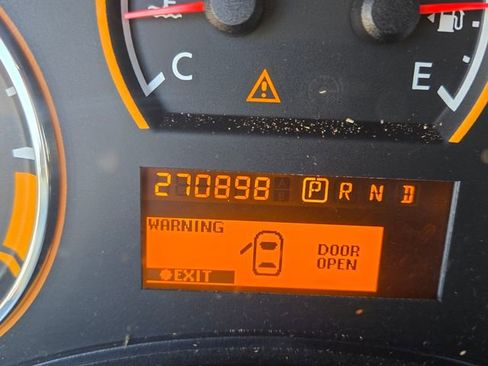 C
E
270898 P R N D
WARNING
DOOR
OPEN
EXIT